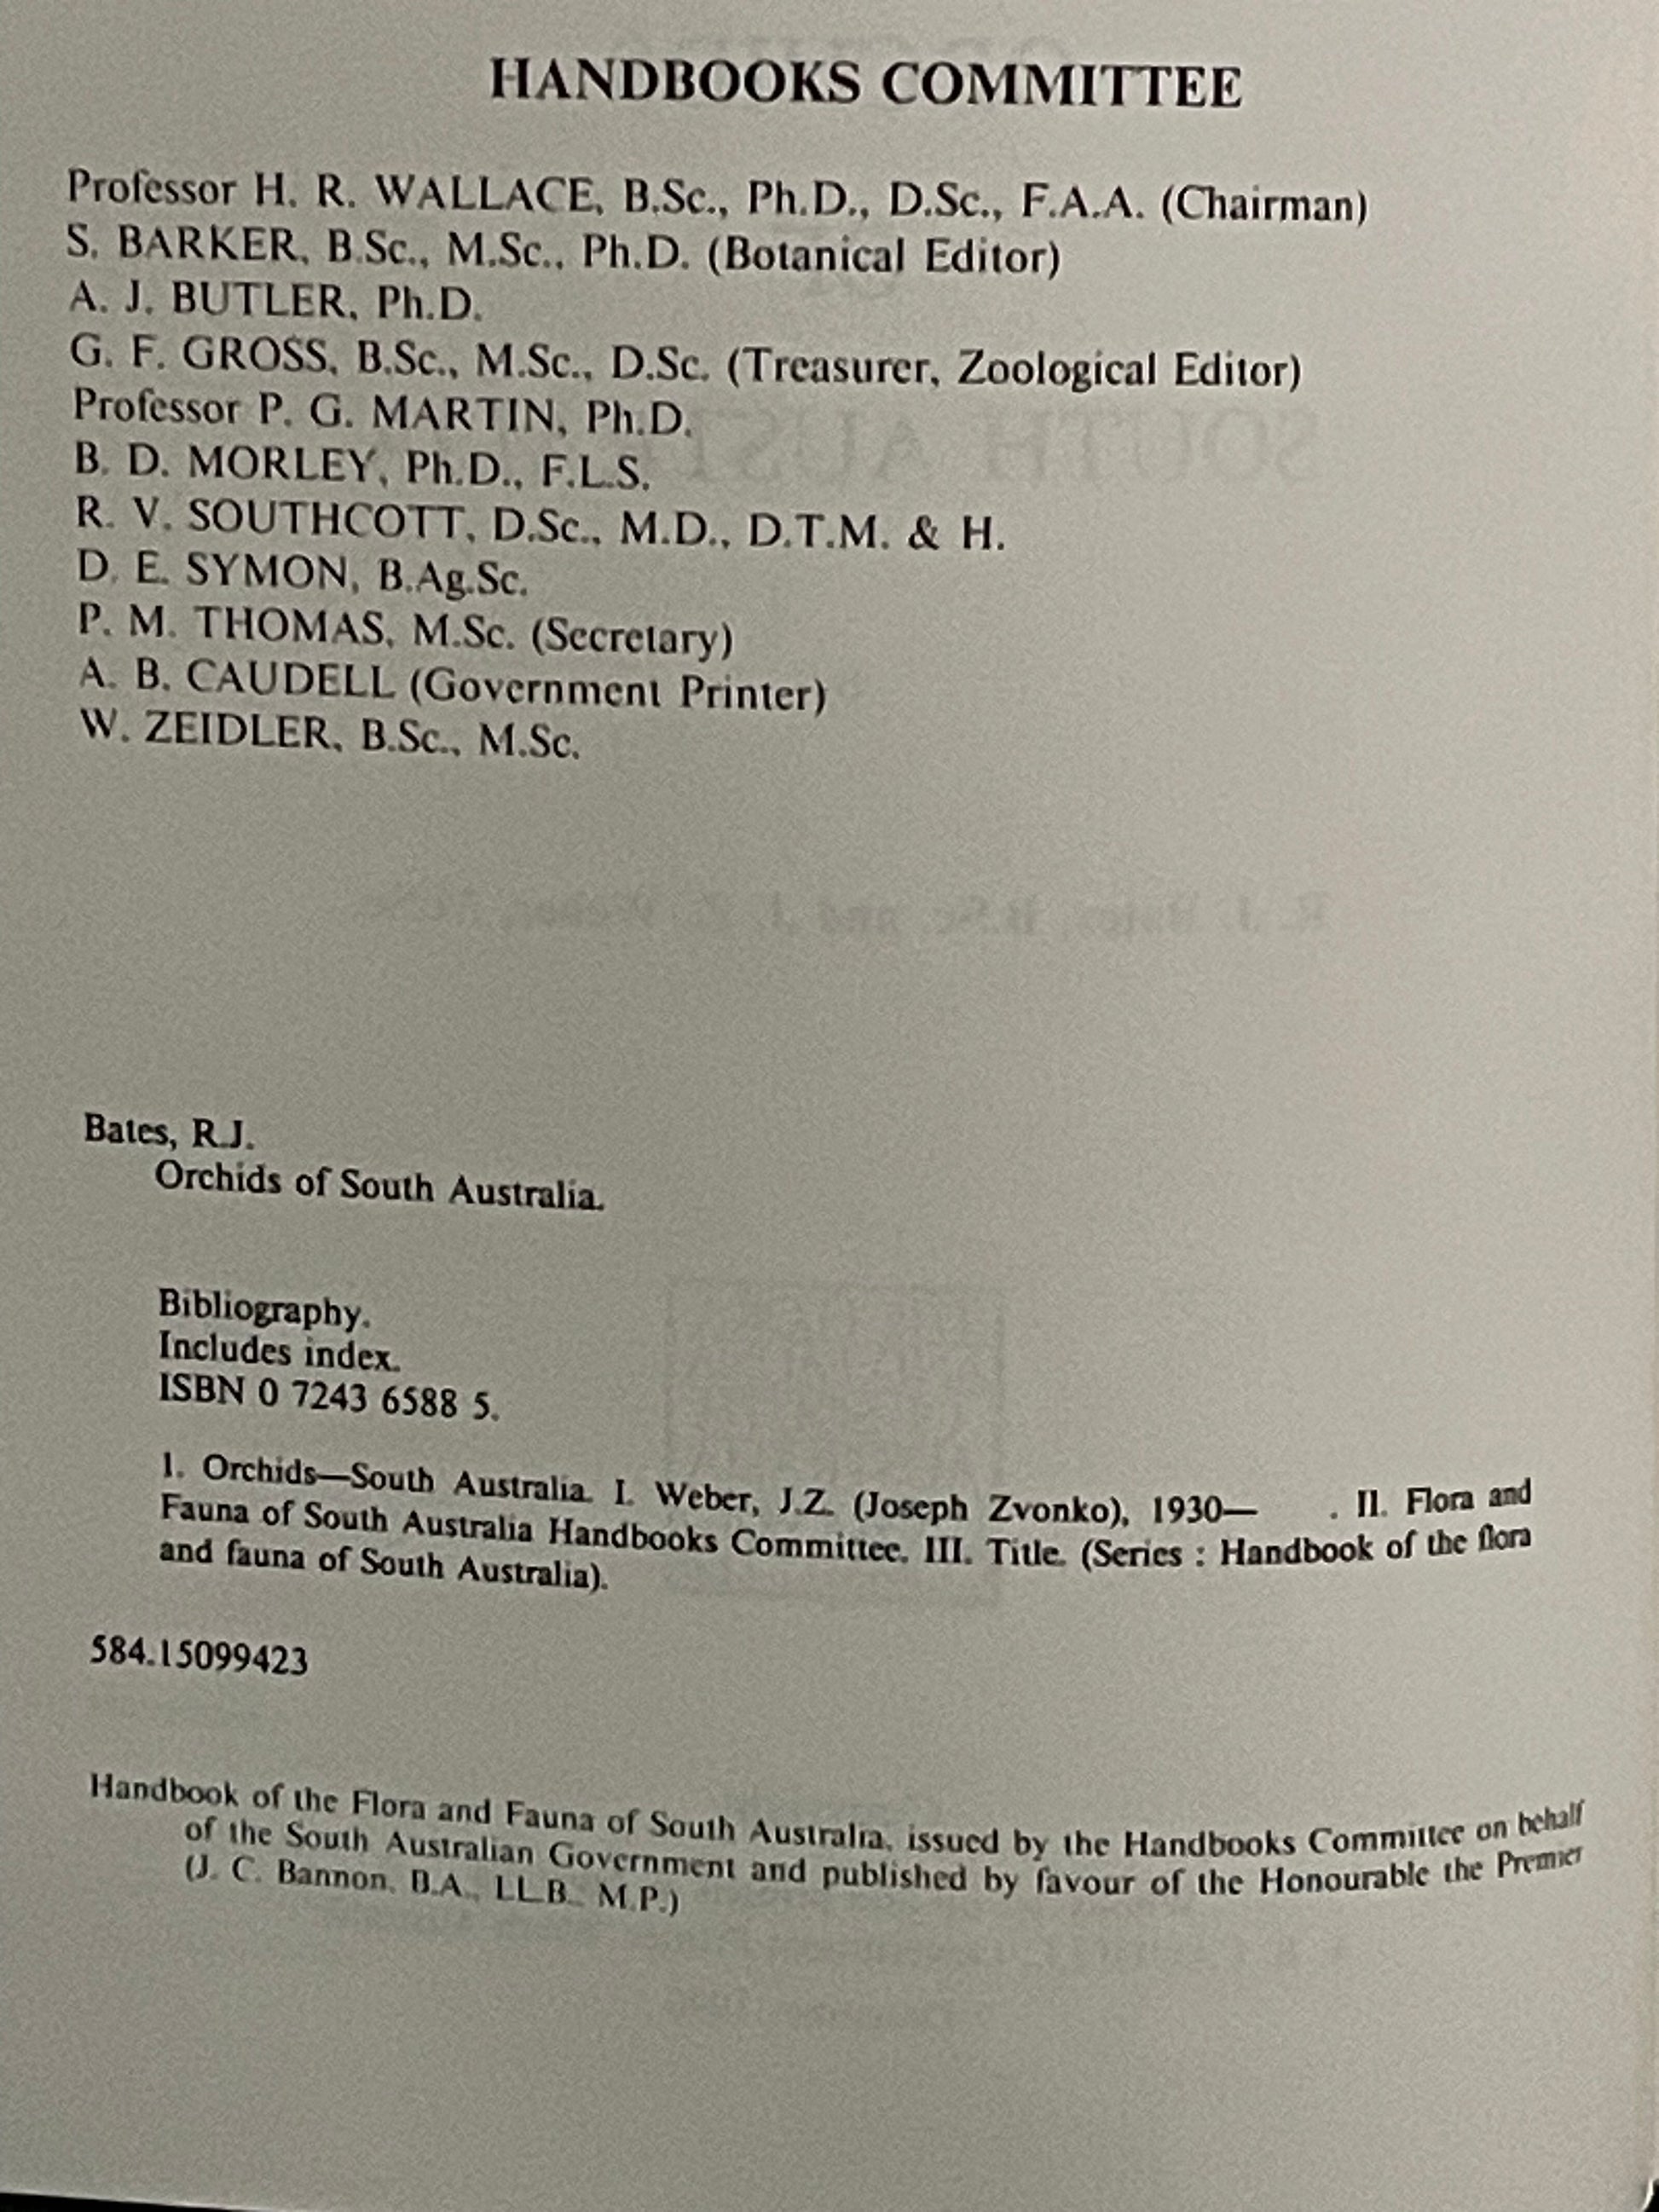 HANDBOOKS COMMITTEE
Professor H. R. WALLACE, B.Sc., Ph.D., D.Sc., F.A.A. (Chairman)
S. BARKER, B.Sc., M.Sc., Ph.D. (Botanical Editor)
A. J. BUTLER, Ph.D.
G. F. GROSS, B.Sc., M.Sc., D.Sc. (Treasurer, Zoological Editor)
Professor P. G. MARTIN, Ph.D.
B. D. MORLEY, Ph.D., F.L.S.
R. V. SOUTHCOTT, D.Sc., M.D., D.T.M. & H.
D. E. SYMON, B.Ag.Sc.
P. M. THOMAS, M.Sc. (Secretary)
A. B. CAUDELL (Government Printer)
W. ZEIDLER, B.Sc., M.Sc.
Bates, R.J.
Orchids of South Australia.
Bibliography.
Includes index.
ISBN 0 7243 6588 5.
1. Orchids—South Australia. I. Weber, J.Z. (Joseph Zvonko), 1930— . II. Flora and
Fauna of South Australia Handbooks Committee. III. Title. (Series : Handbook of the flora
and fauna of South Australia).
584.15099423
Handbook of the Flora and Fauna of South Australia, issued by the Handbooks Committee on behalf
of the South Australian Government and published by favour of the Honourable the Premier
(J. C. Bannon, B.A., LL.B., M.P.)